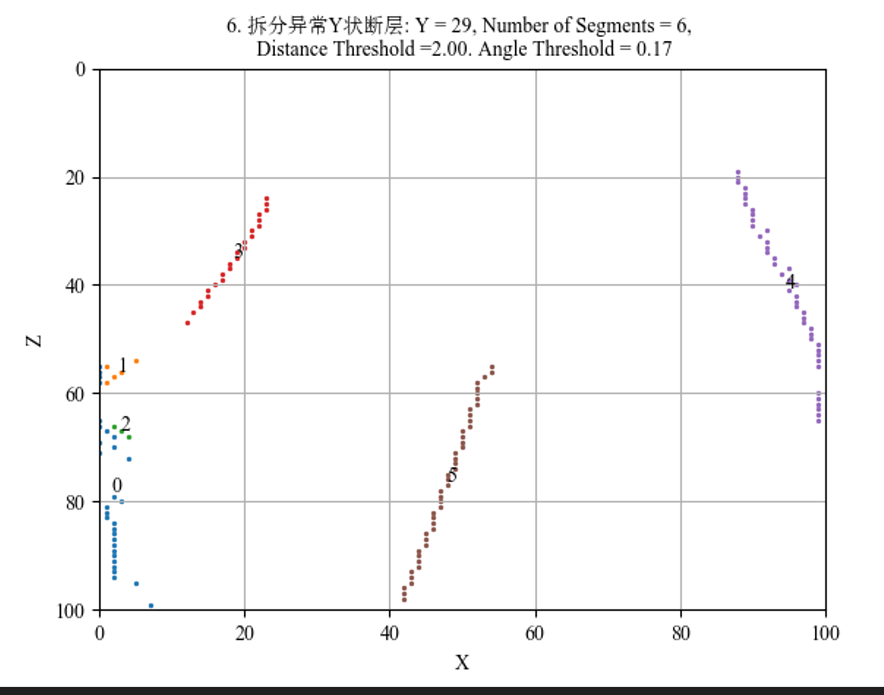 6. 拆分异常Y状断层: Y = 29, Number of Segments = 6,
Distance Threshold =2.00. Angle Threshold = 0.17
0
20
40
60
80
100
Z
3
4
1
2
0
5
0 20 40 60 80 100
X